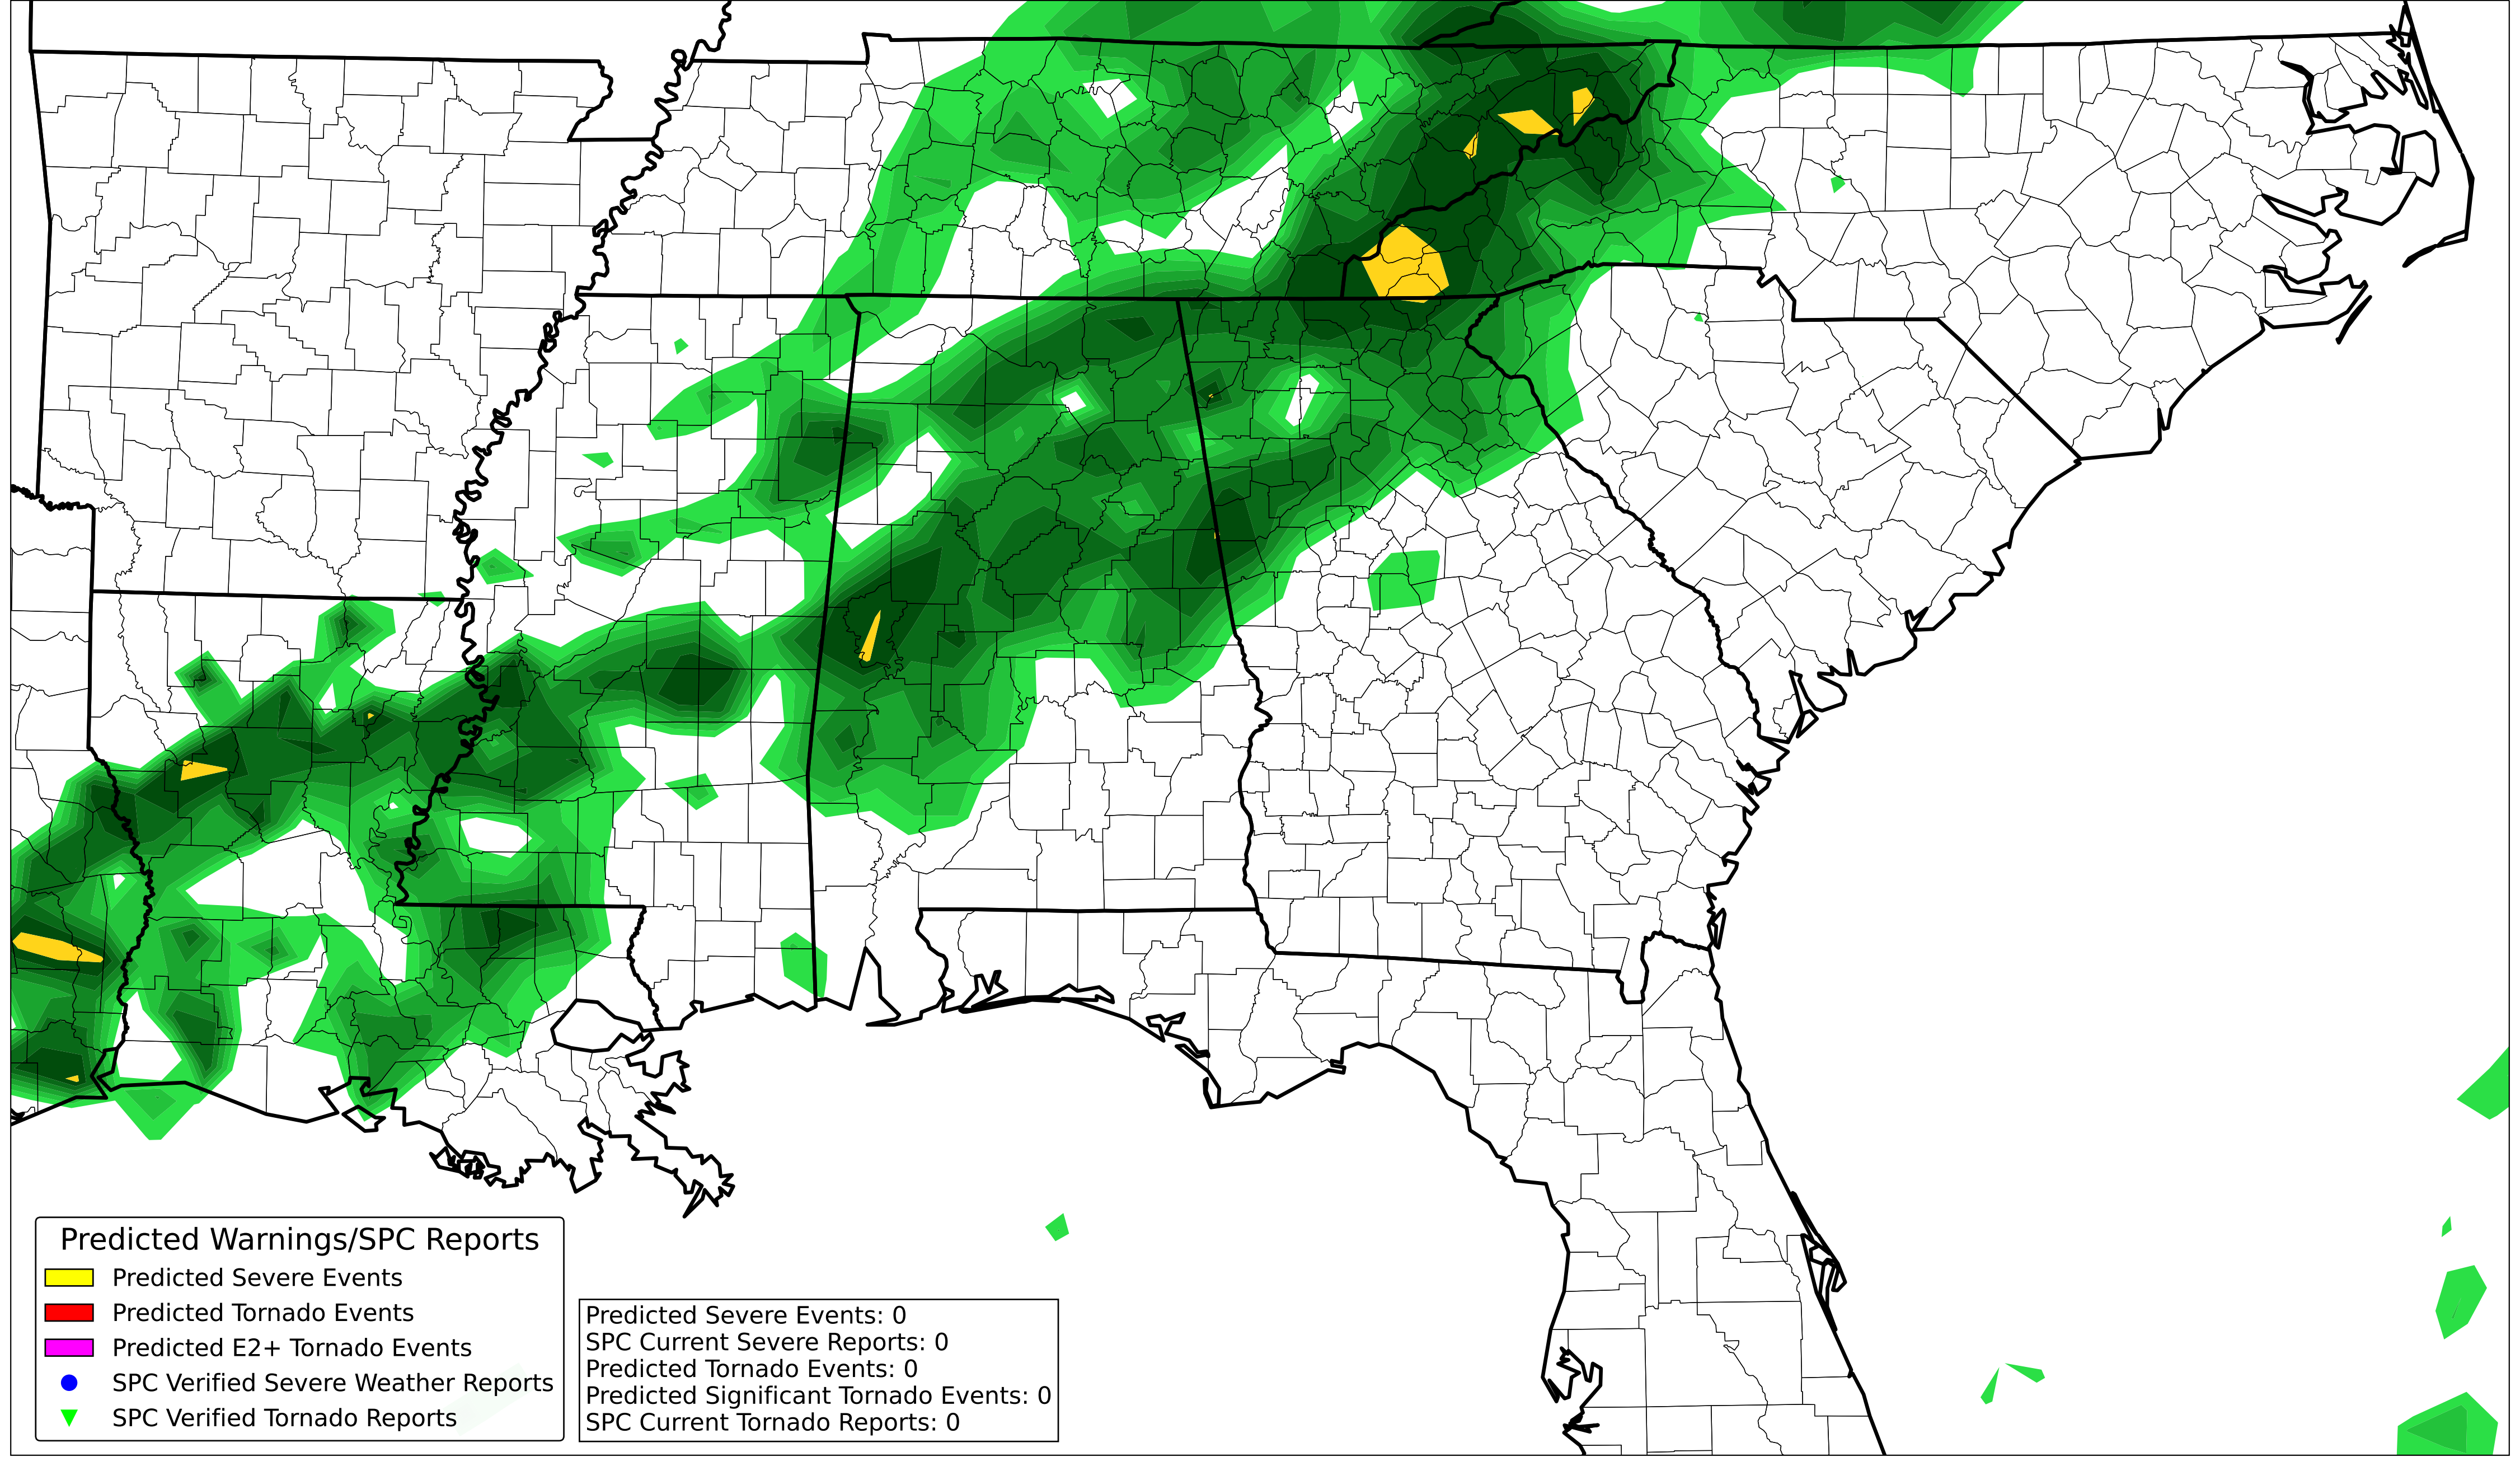 Predicted Warnings/SPC Reports
Predicted Severe Events
Predicted Tornado Events
Predicted E2+ Tornado Events
SPC Verified Severe Weather Reports
SPC Verified Tornado Reports
Predicted Severe Events: 0
SPC Current Severe Reports: 0
Predicted Tornado Events: 0
Predicted Significant Tornado Events: 0
SPC Current Tornado Reports: 0